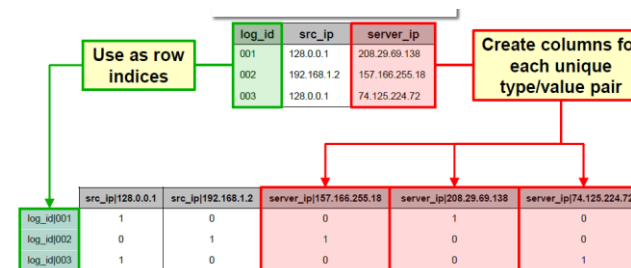 log_id src_ip server_ip
001 128.0.0.1 208.29.69.138
002 192.168.1.2 157.166.255.18
003 128.0.0.1 74.125.224.72
Use as row
indices
Create columns fo
each unique
type/value pair
src_ip|128.0.0.1 src_ip|192.168.1.2 server_ip|157.166.255.18 server_ip|208.29.69.138 server_ip|74.125.224.72
log_id|001 1 0 0 1 0
log_id|002 0 1 1 0 0
log_id|003 1 0 0 0 1